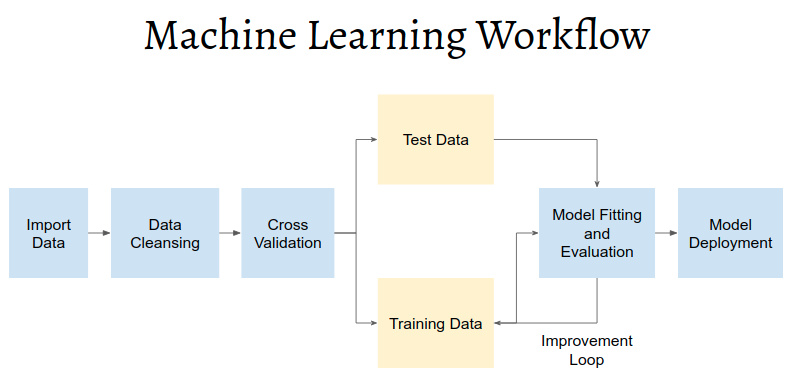 Machine Learning Workflow
Test Data
Import
Data
Data
Cleansing
Cross
Validation
Model Fitting
and
Evaluation
Model
Deployment
Training Data
Improvement
Loop